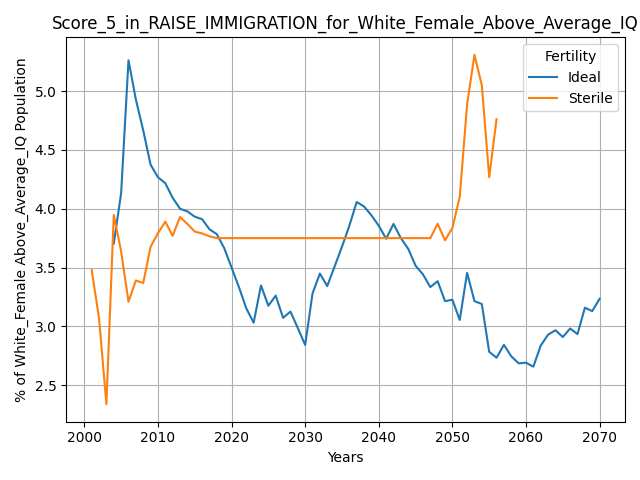 Score_5_in_RAISE_IMMIGRATION_for_White_Female_Above_Average_IQ
% of White_Female Above_Average_IQ Population
5.0
4.5
4.0
3.5
3.0
2.5
Fertility
Ideal
Sterile
2000 2010 2020 2030 2040 2050 2060 2070
Years